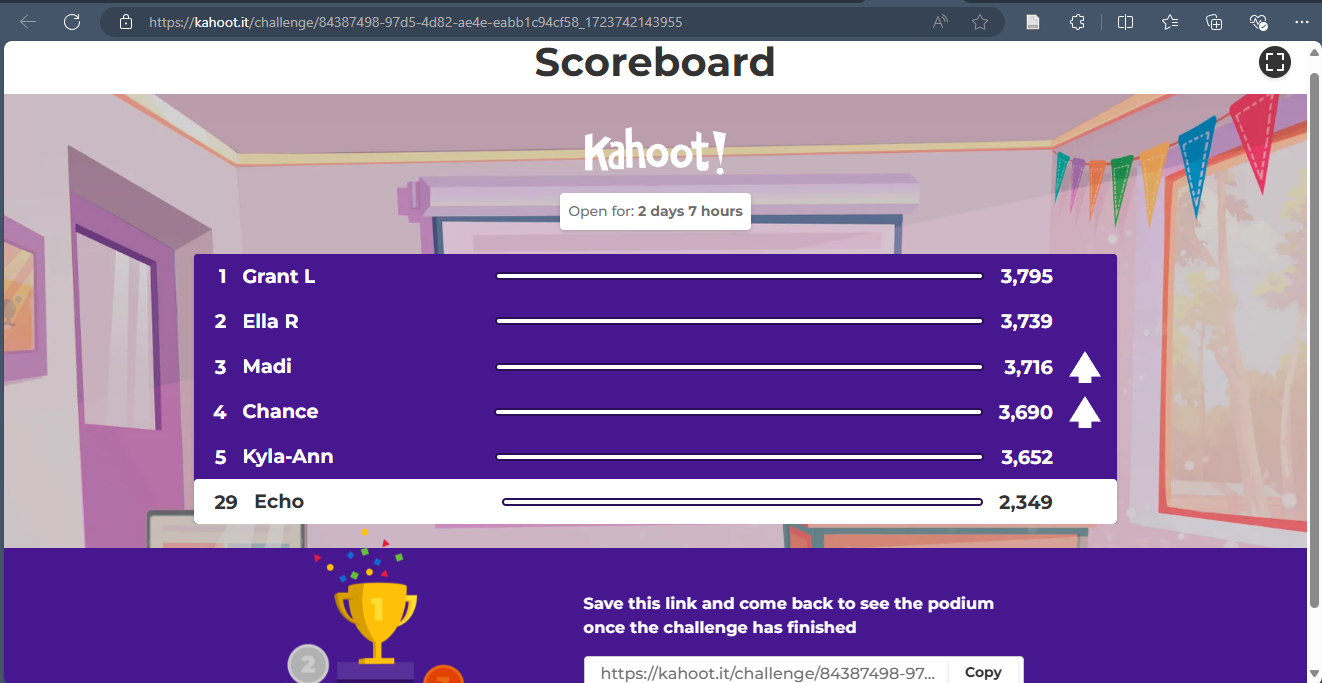 https://kahoot.it/challenge/84387498-97d5-4d82-ae4e-eabb1c94cf58_1723742143955
Scoreboard
Kahoot!
Open for: 2 days 7 hours
1 Grant L 3,795
2 Ella R 3,739
3 Madi 3,716
4 Chance 3,690
5 Kyla-Ann 3,652
29 Echo 2,349
Save this link and come back to see the podium
once the challenge has finished
1
2
3
https://kahoot.it/challenge/84387498-97... Copy